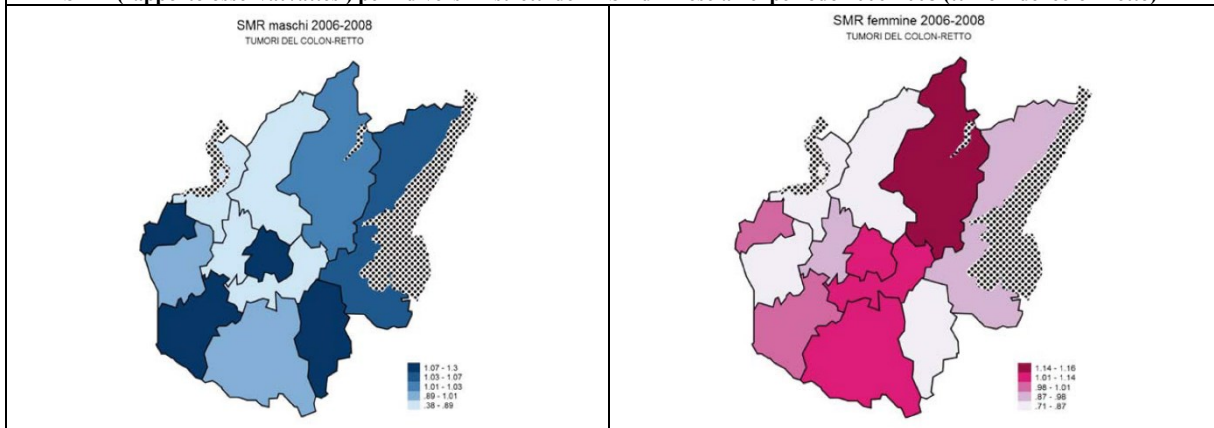 SMR maschi 2006-2008
TUMORI DEL COLON-RETTO
1.07 - 1.3
1.03 - 1.07
1.01 - 1.03
.89 - 1.01
.38 - .89
SMR femmine 2006-2008
TUMORI DEL COLON-RETTO
1.14 - 1.16
1.01 - 1.14
.98 - 1.01
.87 - .98
.71 - .87